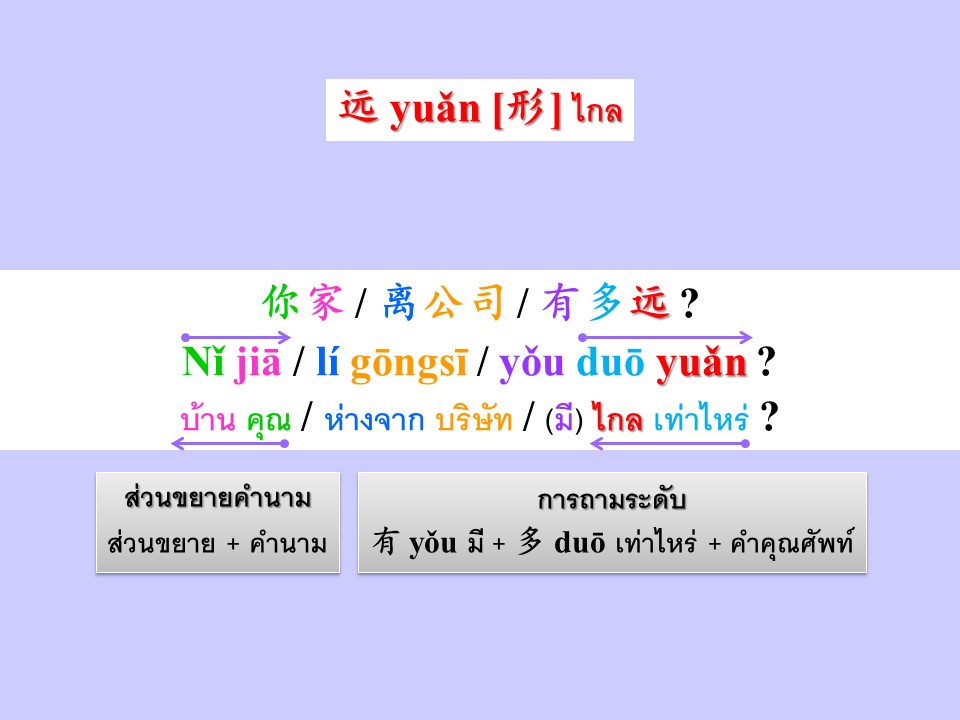 远 yuǎn [形] ไกล
你家 / 离公司 / 有多远 ?
Nǐ jiā / lí gōngsī / yǒu duō yuǎn ?
บ้าน คุณ / ห่างจาก บริษัท / (มี) ไกล เท่าไหร่ ?
ส่วนขยายคำนาม
ส่วนขยาย + คำนาม
การถามระดับ
有 yǒu มี + 多 duō เท่าไหร่ + คำคุณศัพท์